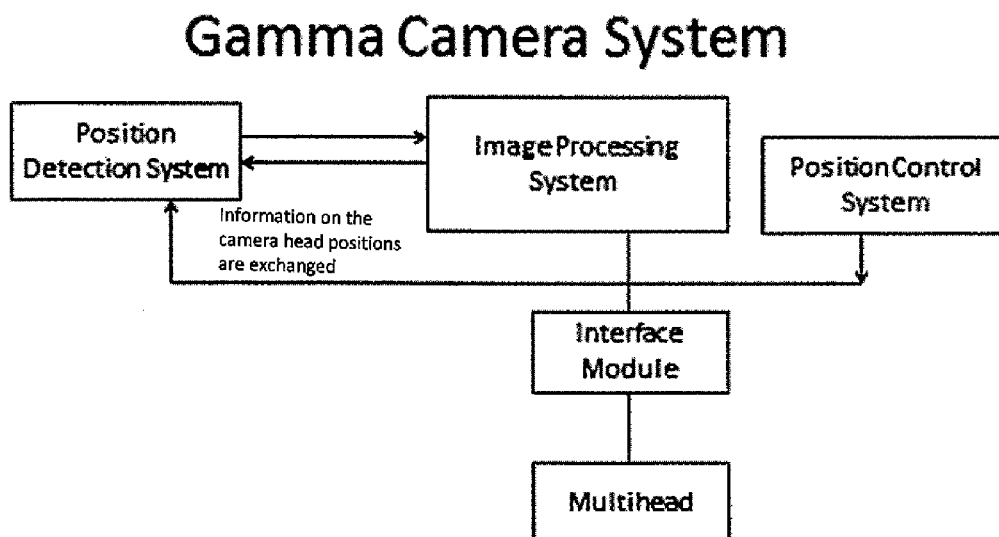 Gamma Camera System
Position
Detection System
Image Processing
System
Position Control
System
Information on the
camera head positions
are exchanged
Interface
Module
Multihead